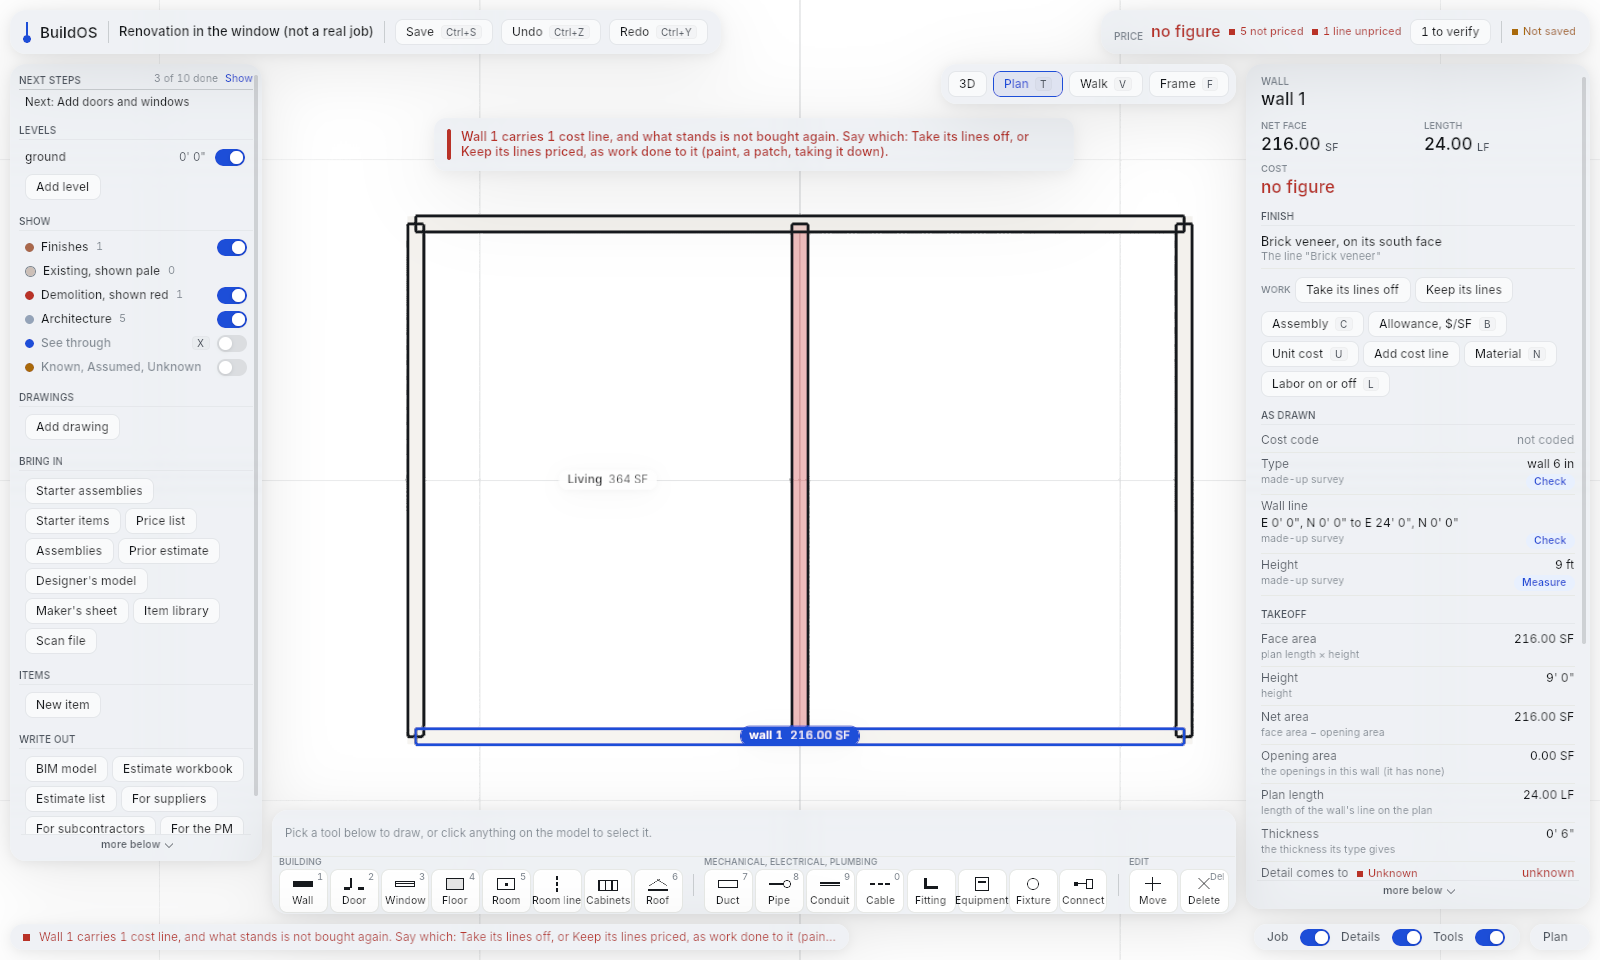 BuildOS
Renovation in the window (not a real job)
Save Ctrl+S
Undo Ctrl+Z
Redo Ctrl+Y
PRICE no figure
5 not priced
1 line unpriced
1 to verify
Not saved
NEXT STEPS 3 of 10 done Show
Next: Add doors and windows
LEVELS
ground 0' 0"
Add level
SHOW
Finishes 1
Existing, shown pale 0
Demolition, shown red 1
Architecture 5
See through X
Known, Assumed, Unknown
DRAWINGS
Add drawing
BRING IN
Starter assemblies
Starter items Price list
Assemblies Prior estimate
Designer's model
Maker's sheet Item library
Scan file
ITEMS
New item
WRITE OUT
BIM model Estimate workbook
Estimate list For suppliers
For subcontractors For the PM
more below
3D
Plan T
Walk V
Frame F
Wall 1 carries 1 cost line, and what stands is not bought again. Say which: Take its lines off, or
Keep its lines priced, as work done to it (paint, a patch, taking it down).
Living 364 SF
wall 1 216.00 SF
Pick a tool below to draw, or click anything on the model to select it.
BUILDING
Wall 1
Door 2
Window 3
Floor 4
Room 5
Room line
Cabinets
Roof 6
MECHANICAL, ELECTRICAL, PLUMBING
Duct 7
Pipe 8
Conduit 9
Cable 0
Fitting
Equipment
Fixture
Connect
EDIT
Move
Delete Del
WALL
wall 1
NET FACE LENGTH
216.00 SF 24.00 LF
COST
no figure
FINISH
Brick veneer, on its south face
The line "Brick veneer"
WORK Take its lines off Keep its lines
Assembly C Allowance, $/SF B
Unit cost U Add cost line Material N
Labor on or off L
AS DRAWN
Cost code not coded
Type wall 6 in
made-up survey Check
Wall line
E 0' 0", N 0' 0" to E 24' 0", N 0' 0"
made-up survey Check
Height 9 ft
made-up survey Measure
TAKEOFF
Face area 216.00 SF
plan length × height
Height 9' 0"
height
Net area 216.00 SF
face area − opening area
Opening area 0.00 SF
the openings in this wall (it has none)
Plan length 24.00 LF
length of the wall's line on the plan
Thickness 0' 6"
the thickness its type gives
Detail comes to Unknown unknown
more below
Wall 1 carries 1 cost line, and what stands is not bought again. Say which: Take its lines off, or Keep its lines priced, as work done to it (pain...
Job Details Tools Plan